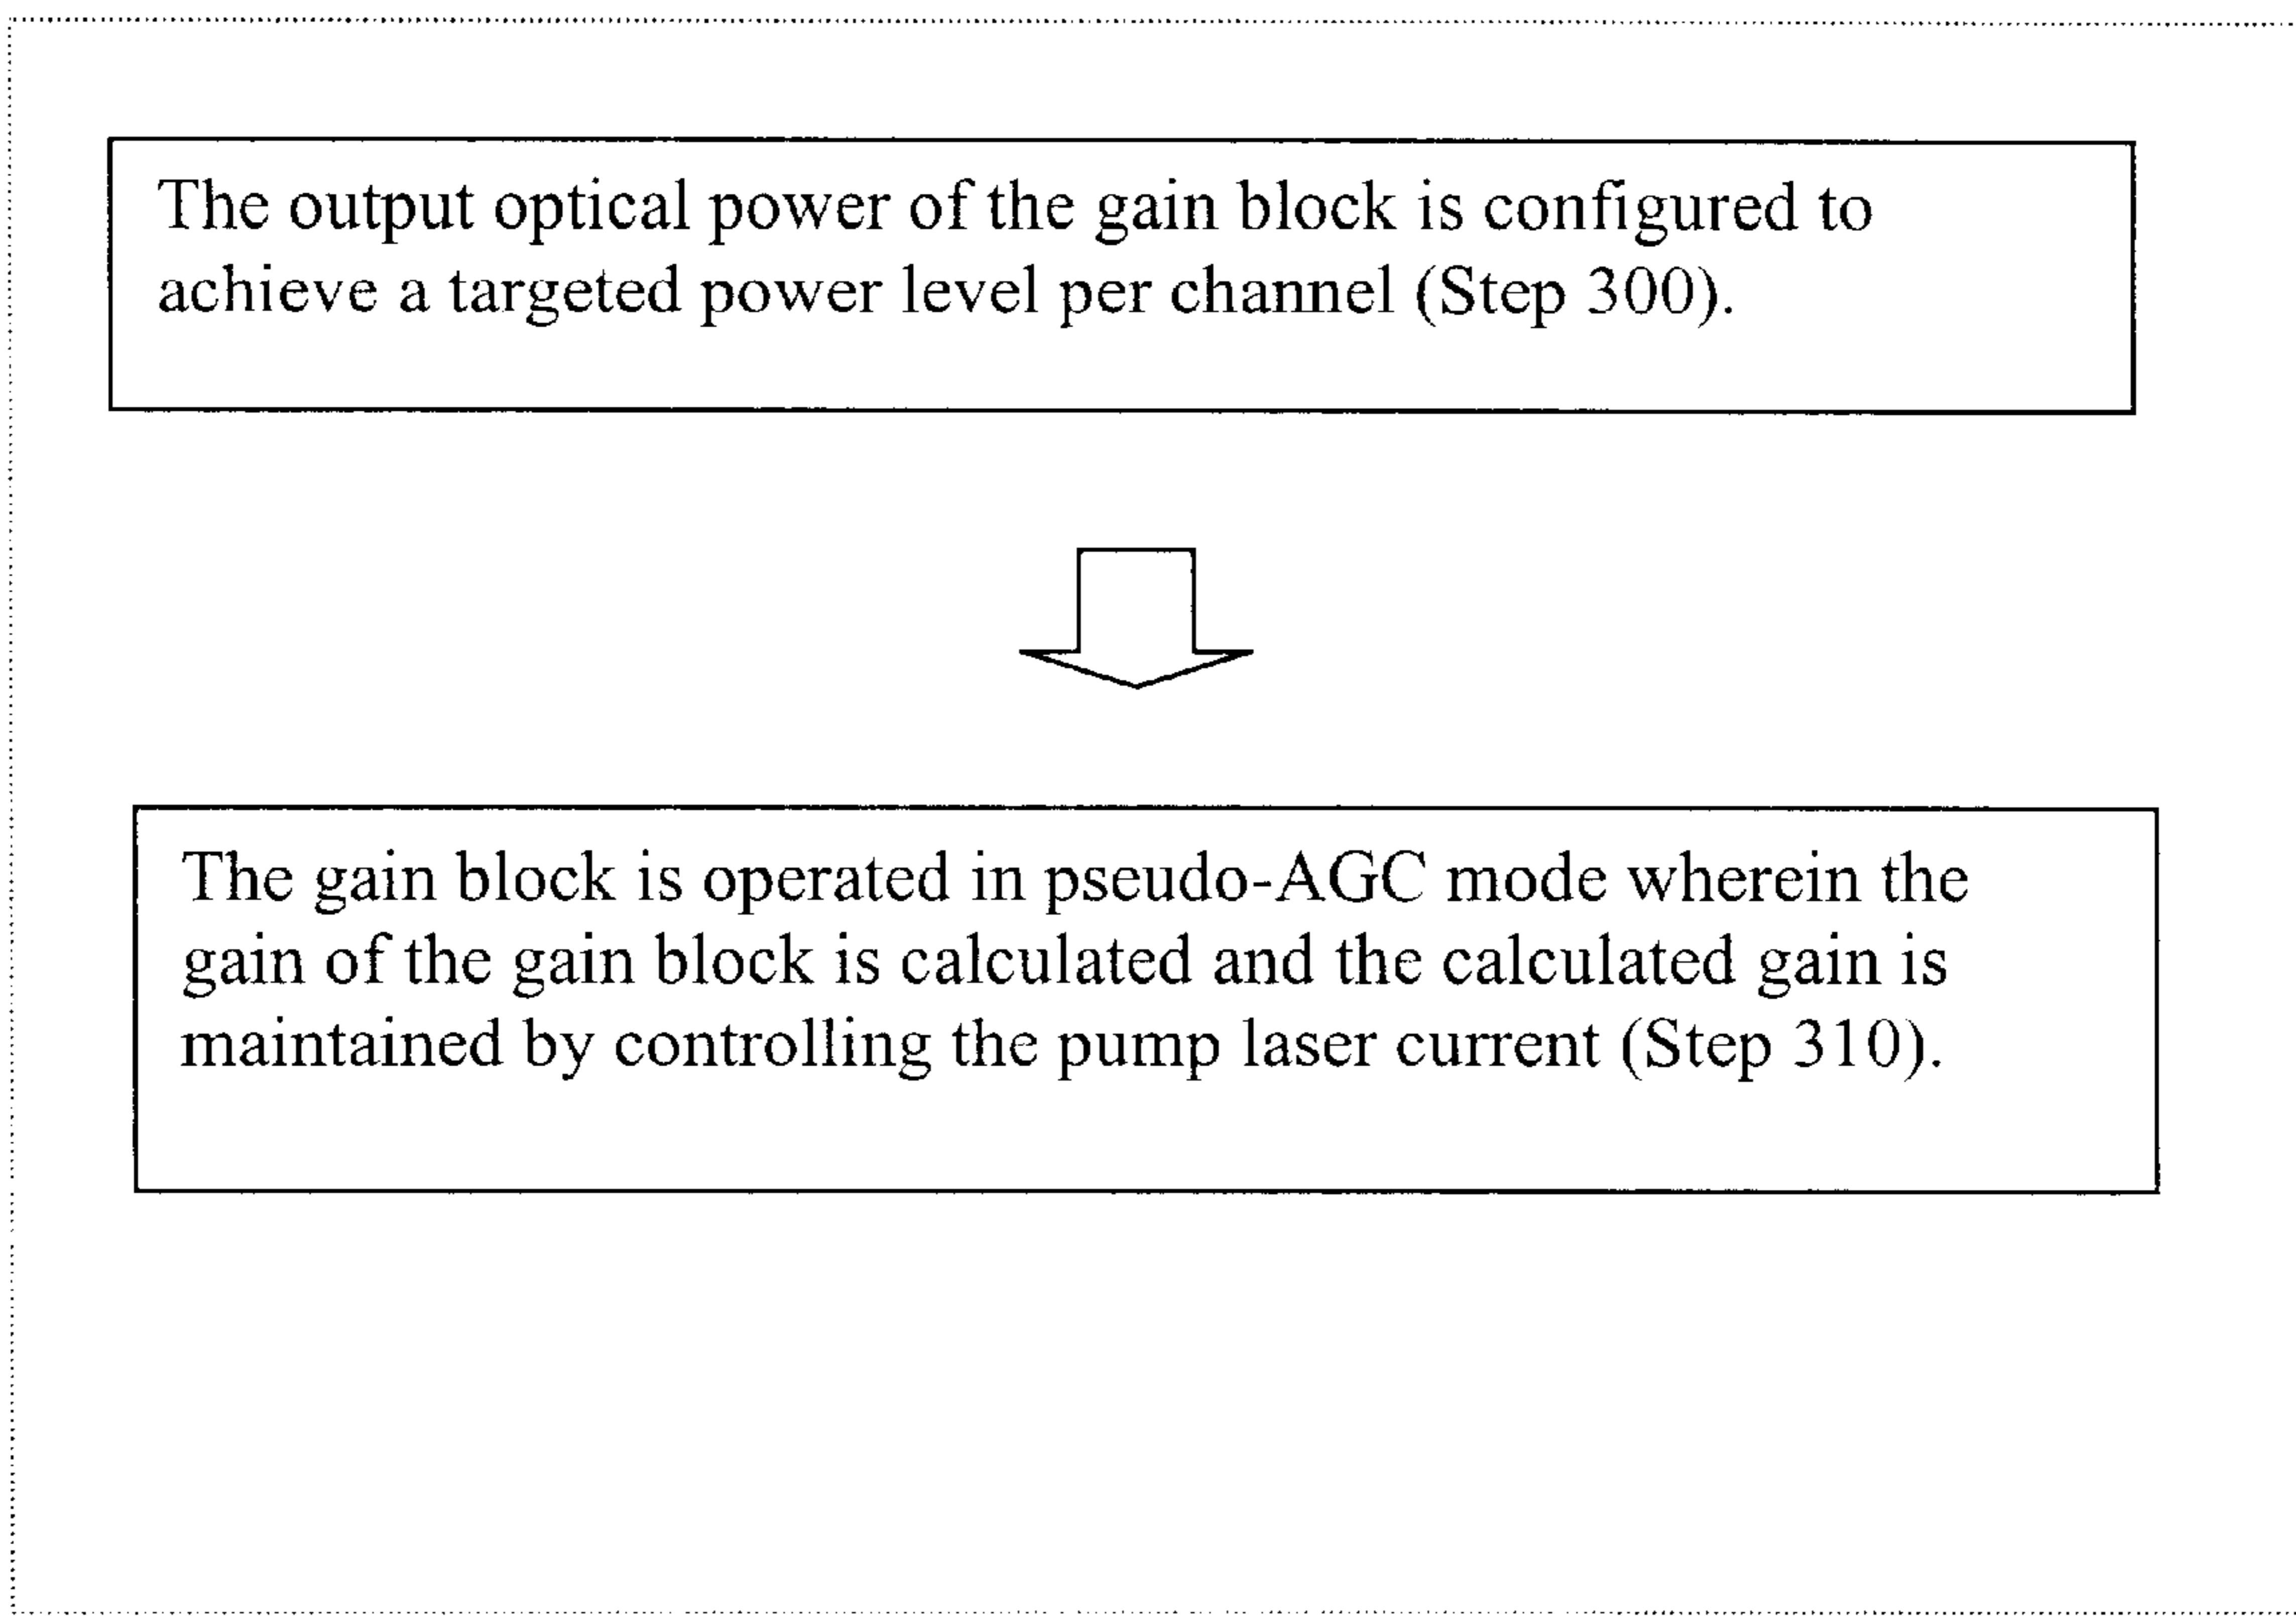 The output optical power of the gain block is configured to
achieve a targeted power level per channel (Step 300).
The gain block is operated in pseudo-AGC mode wherein the
gain of the gain block is calculated and the calculated gain is
maintained by controlling the pump laser current (Step 310).